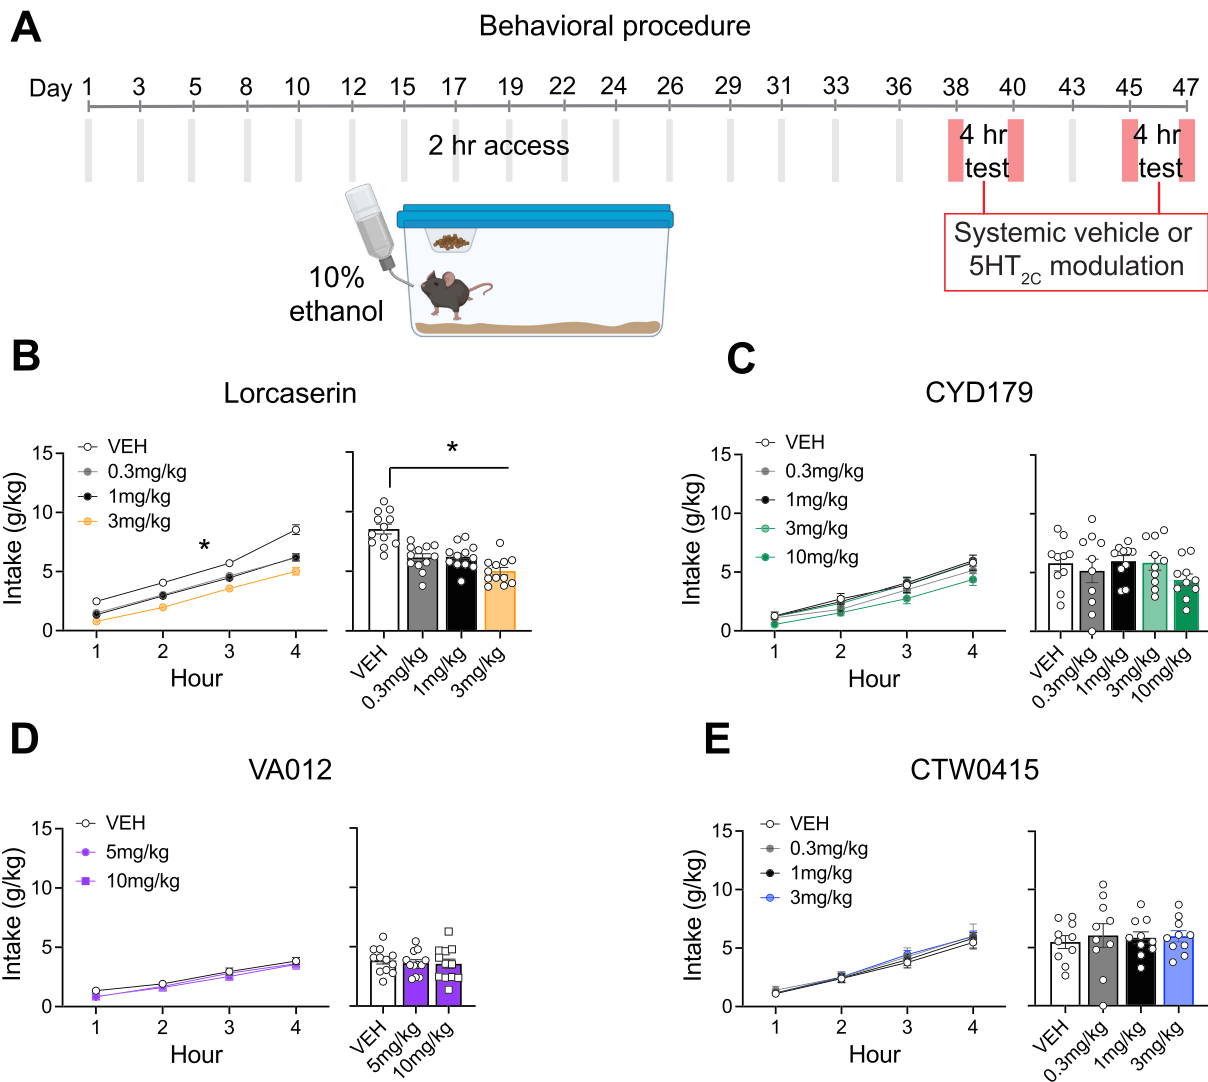 A
Behavioral procedure
Day 1 3 5 8 10 12 15 17 19 22 24 26 29 31 33 36 38 40 43 45 47
2 hr access
4 hr
test
4 hr
test
10%
ethanol
Systemic vehicle or
5HT2C modulation
B
Lorcaserin
Intake (g/kg)
15
10
5
0
VEH
0.3mg/kg
1mg/kg
3mg/kg
*
1 2 3 4
Hour
*
VEH
0.3mg/kg
1mg/kg
3mg/kg
C
CYD179
Intake (g/kg)
15
10
5
0
VEH
0.3mg/kg
1mg/kg
3mg/kg
10mg/kg
1 2 3 4
Hour
VEH
0.3mg/kg
1mg/kg
3mg/kg
10mg/kg
D
VA012
Intake (g/kg)
15
10
5
0
VEH
5mg/kg
10mg/kg
1 2 3 4
Hour
VEH
5mg/kg
10mg/kg
E
CTW0415
Intake (g/kg)
15
10
5
0
VEH
0.3mg/kg
1mg/kg
3mg/kg
1 2 3 4
Hour
VEH
0.3mg/kg
1mg/kg
3mg/kg